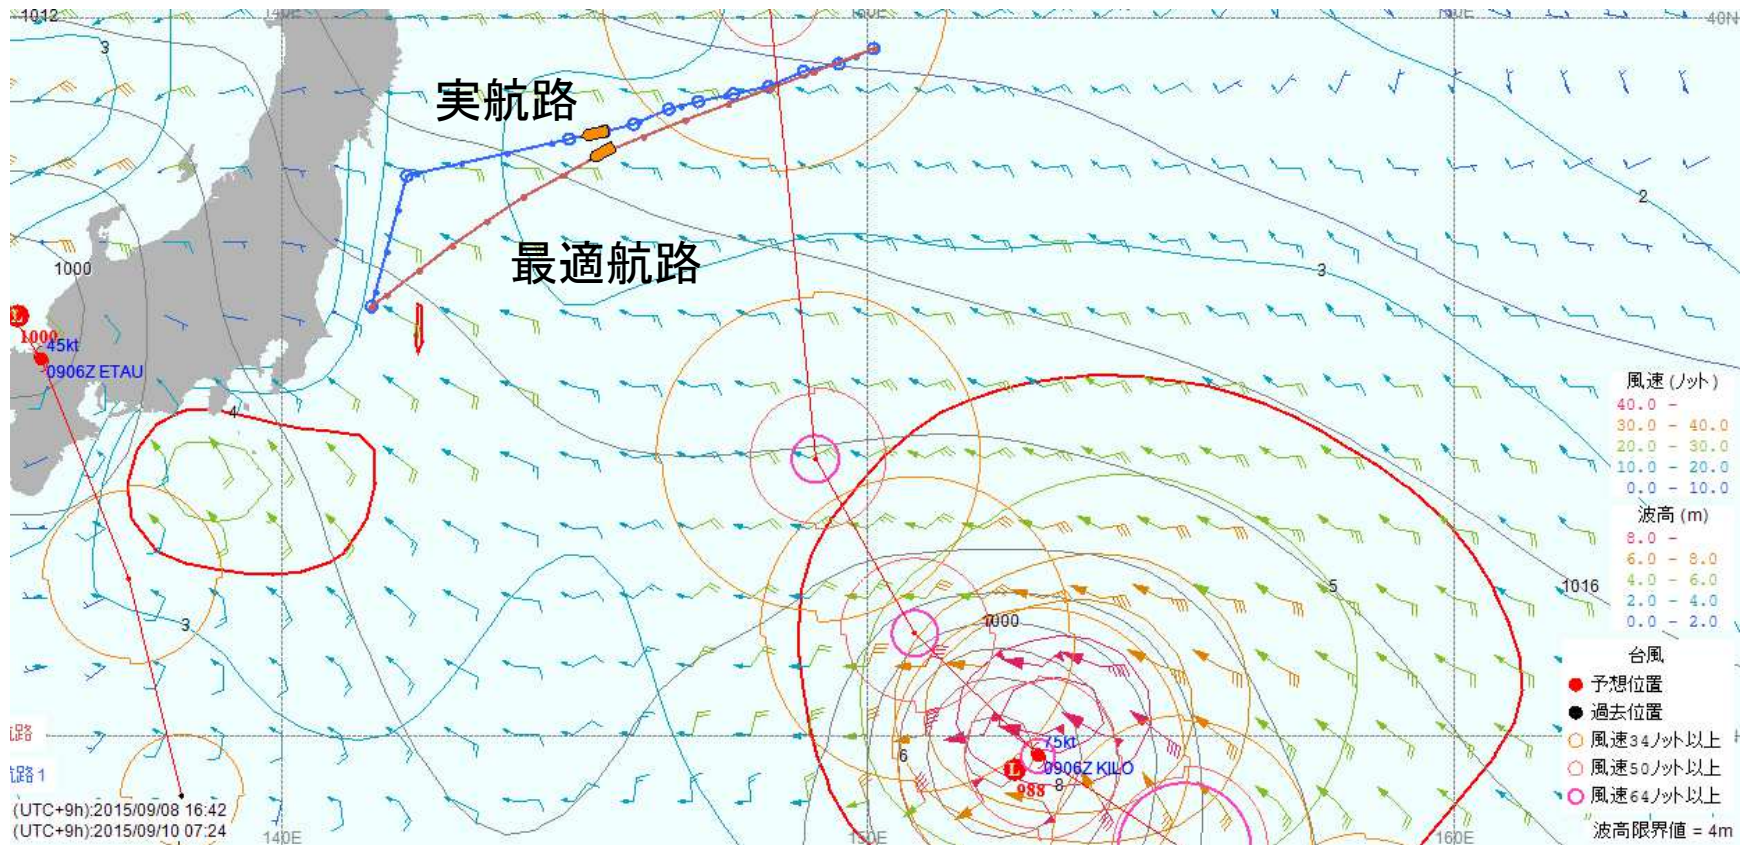 1012
140E
150E
160E
40N
3
実航路
2
最適航路
3
1000
L
1000
45kt
0906Z ETAU
風速 (ノット)
40.0 -
30.0 - 40.0
20.0 - 30.0
10.0 - 20.0
0.0 - 10.0
4
波高 (m)
8.0 -
6.0 - 8.0
4.0 - 6.0
2.0 - 4.0
0.0 - 2.0
5
1016
3
1000
台風
予想位置
過去位置
風速34ノット以上
風速50ノット以上
風速64ノット以上
波高限界値 = 4m
路
75kt
6
L
0906Z KILO
988
8
路1
(UTC+9h):2015/09/08 16:42
(UTC+9h):2015/09/10 07:24
140E
150E
160E